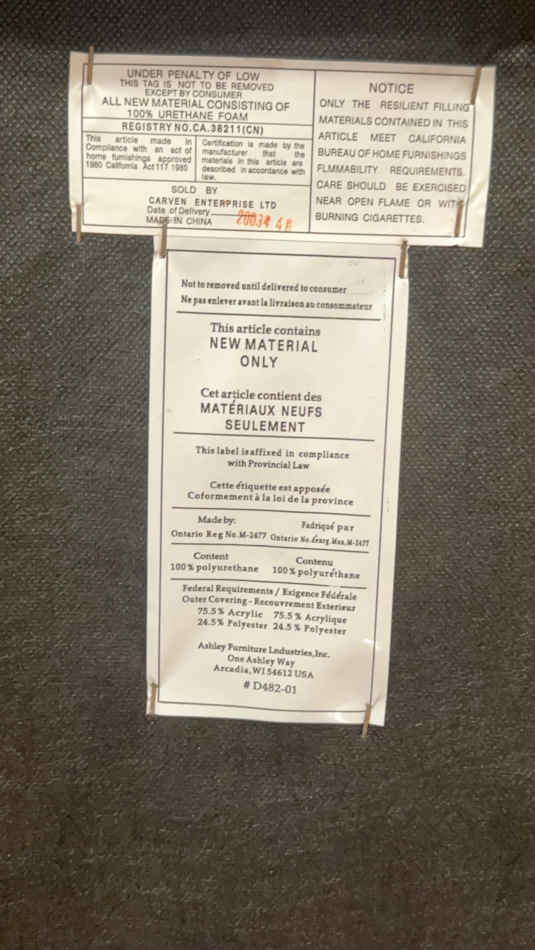 UNDER PENALTY OF LOW
THIS TAG IS NOT TO BE REMOVED
EXCEPT BY CONSUMER
ALL NEW MATERIAL CONSISTING OF
100% URETHANE FOAM
REGISTRY NO.CA.38211(CN)
This article made in
Compliance with an act of
home furnishings approved
1980 California Act 117 1980
Certification is made by the
manufacturer that the
materials in this article are
described in accordance with
law.
SOLD BY
CARVEN ENTERPRISE LTD
Date of Delivery
MADE IN CHINA
NOTICE
ONLY THE RESILIENT FILLING
MATERIALS CONTAINED IN THIS
ARTICLE MEET CALIFORNIA
BUREAU OF HOME FURNISHINGS
FLMMABILITY REQUIREMENTS.
CARE SHOULD BE EXERCISED
NEAR OPEN FLAME OR WITH
BURNING CIGARETTES.
Not to removed until delivered to consumer
Ne pas enlever avant la livraison au consommateur
This article contains
NEW MATERIAL
ONLY
Cet article contient des
MATÉRIAUX NEUFS
SEULEMENT
This label is affixed in compliance
with Provincial Law
Cette étiquette est apposée
Coformement à la loi de la province
Made by:
Ontario Reg No.M-2477
Fadriqué par
Ontario No.
Content
100% polyurethane
Contenu
100% polyuréthane
Federal Requirements / Exigence Fédérale
Outer Covering - Recouvrement Exterieur
75.5% Acrylic 75.5% Acrylique
24.5% Polyester 24.5% Polyester
Ashley Furniture Lndustries,Inc.
One Ashley Way
Arcadia, WI 54612 USA
# D482-01